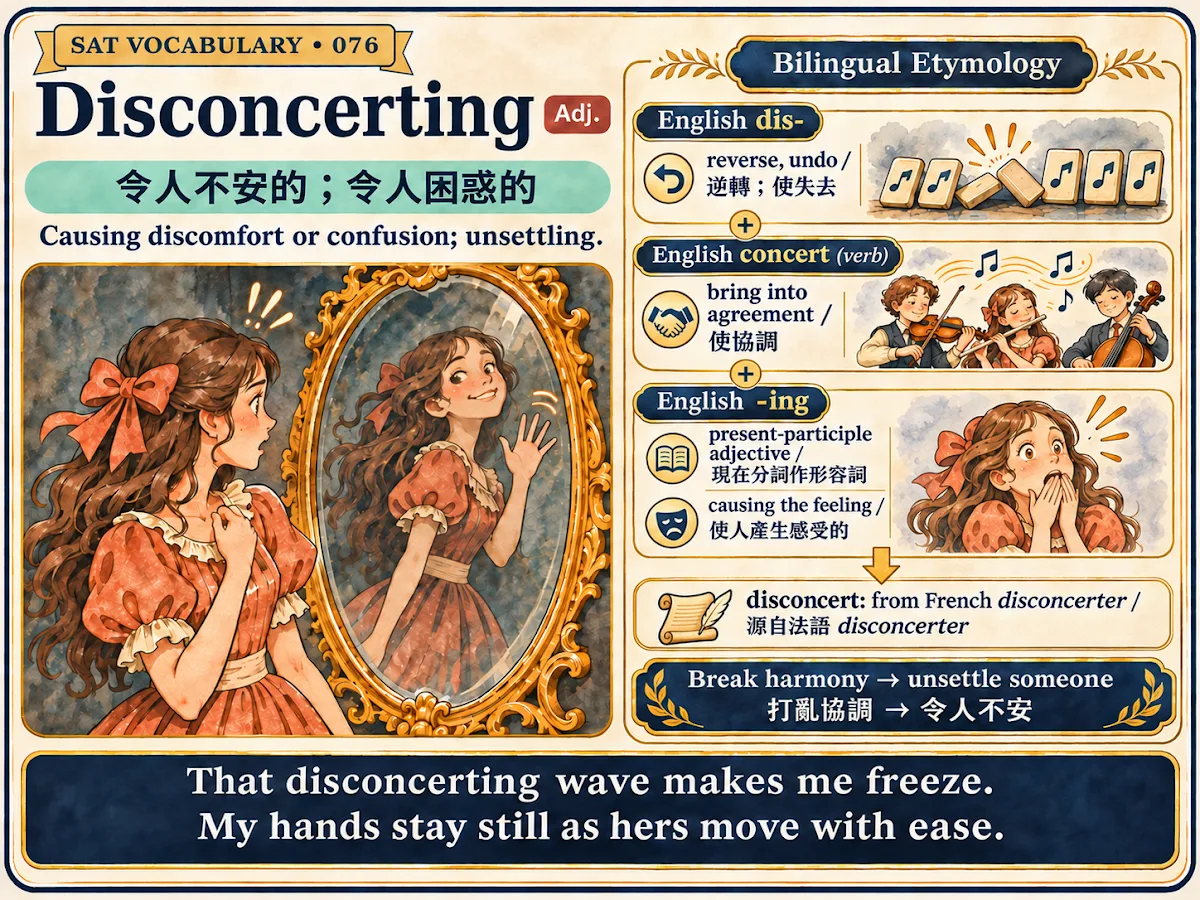 SAT VOCABULARY • 076
Disconcerting
Adj.
令人不安的；令人困惑的
Causing discomfort or confusion; unsettling.
Bilingual Etymology
English dis-
reverse, undo /
逆轉；使失去
+
English concert (verb)
bring into
agreement /
使協調
+
English -ing
present-participle
adjective /
現在分詞作形容詞
causing the feeling /
使人產生感受的
disconcert: from French disconcerter /
源自法語 disconcerter
Break harmony → unsettle someone
打亂協調 → 令人不安
That disconcerting wave makes me freeze.
My hands stay still as hers move with ease.